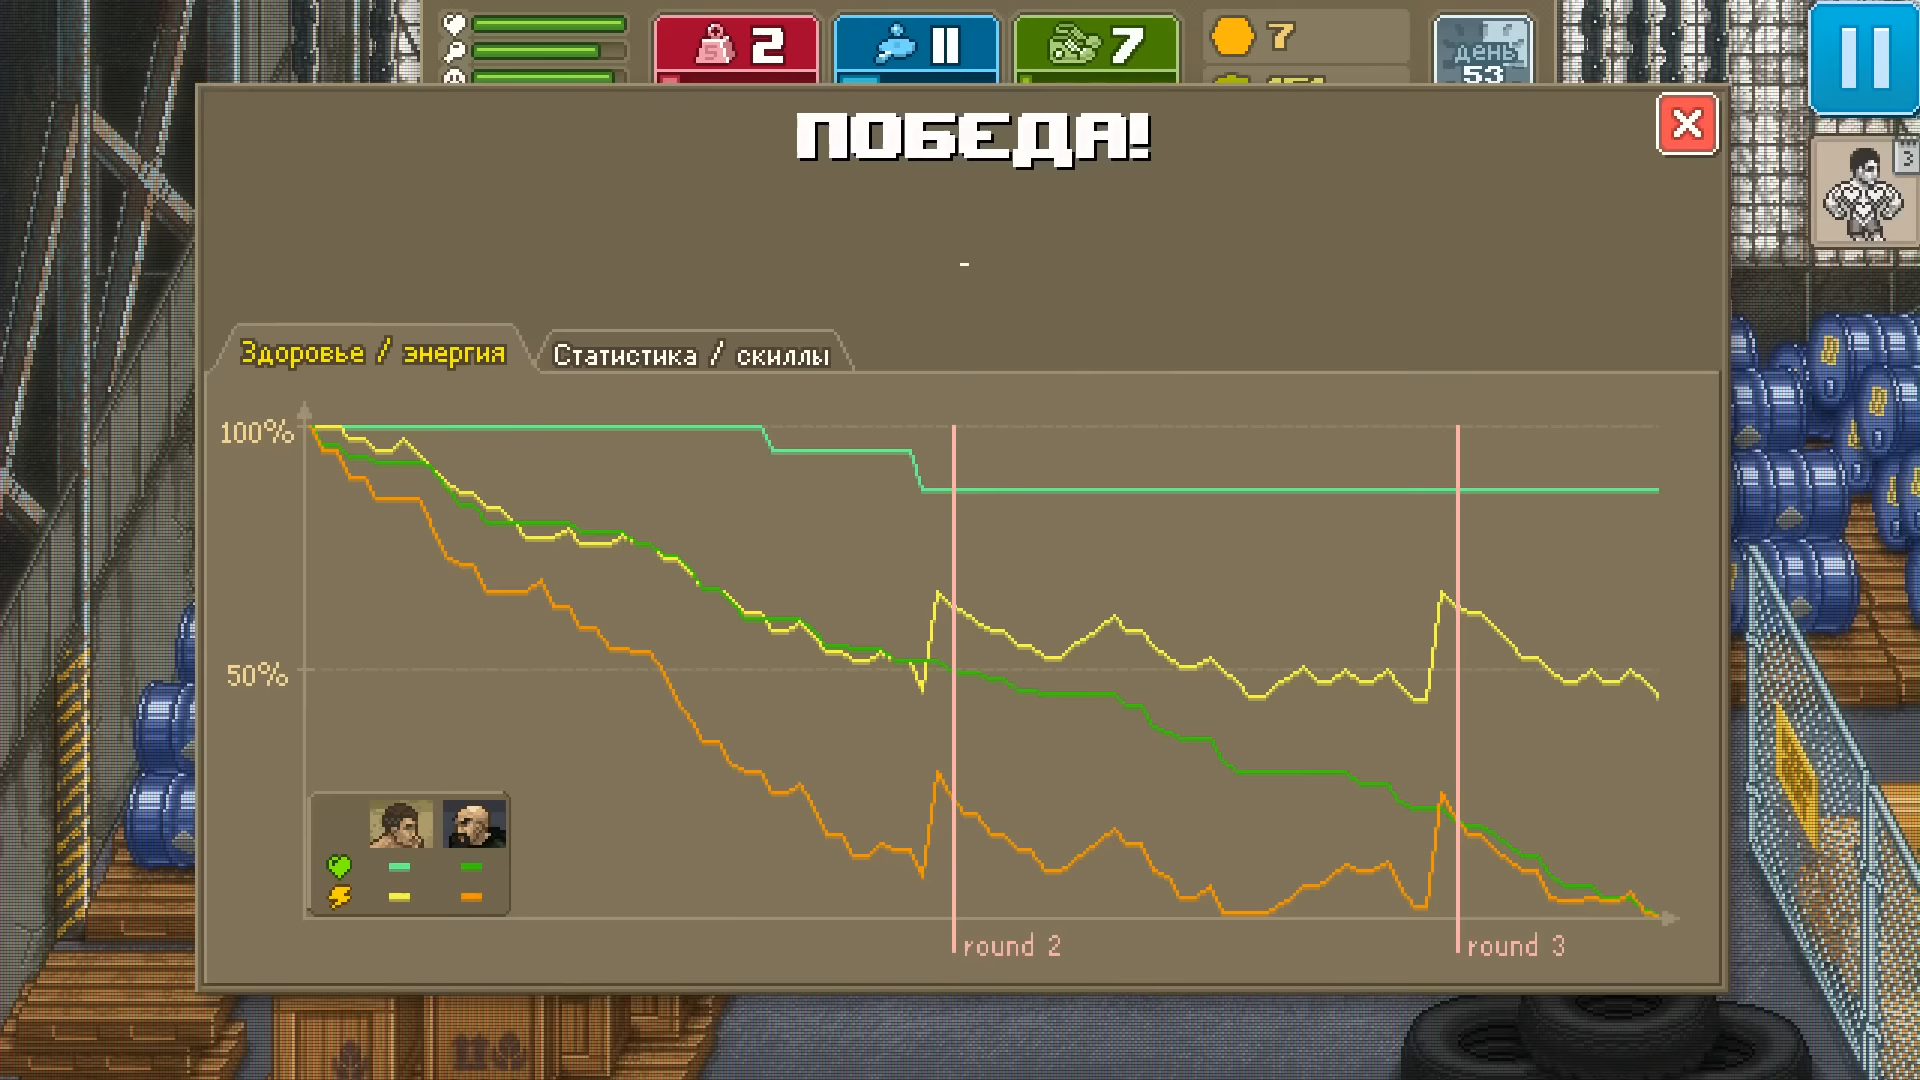 2
11
7
7
день
53
ПОБЕДА!
3
-
Здоровье / энергия
Статистика / скиллы
100%
50%
round 2
round 3